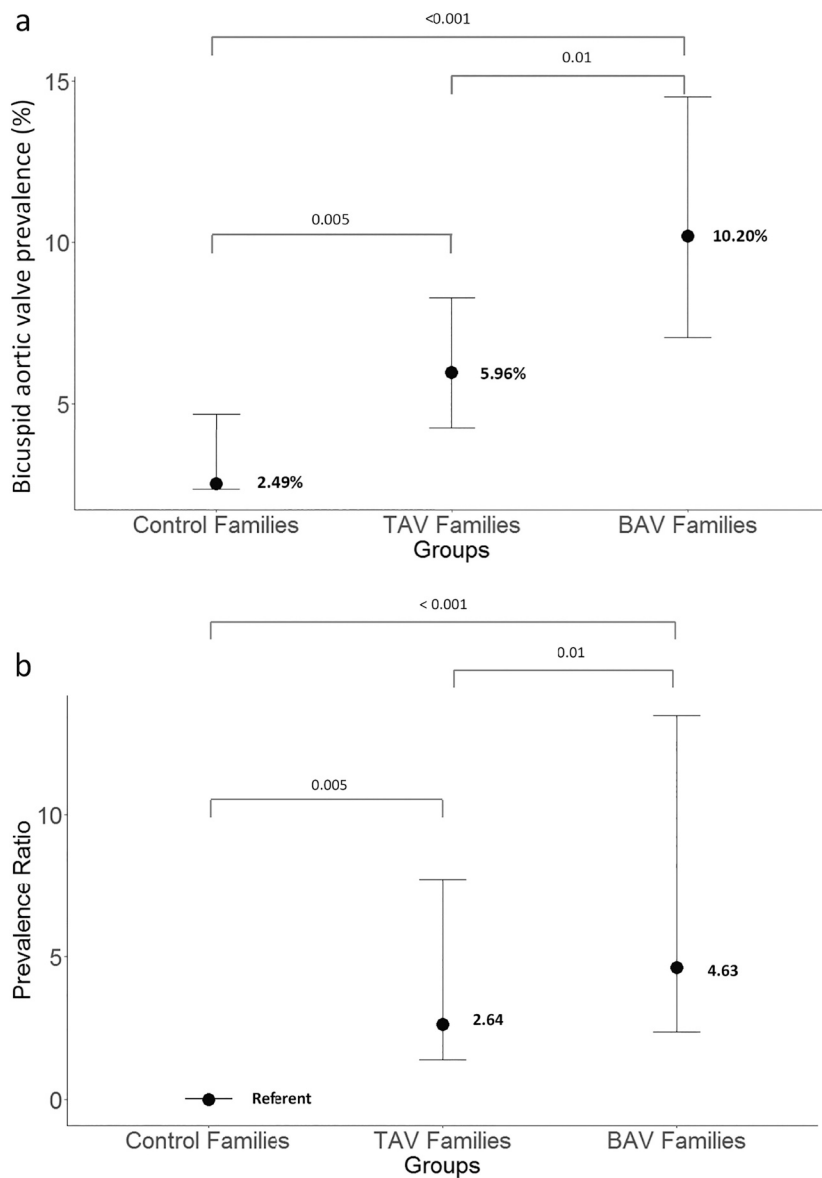 a
<0.001
0.01
0.005
Bicuspid aortic valve prevalence (%)
15
10
5
10.20%
5.96%
2.49%
Control Families TAV Families BAV Families
Groups
b
< 0.001
0.01
0.005
Prevalence Ratio
10
5
0
4.63
2.64
Referent
Control Families TAV Families BAV Families
Groups